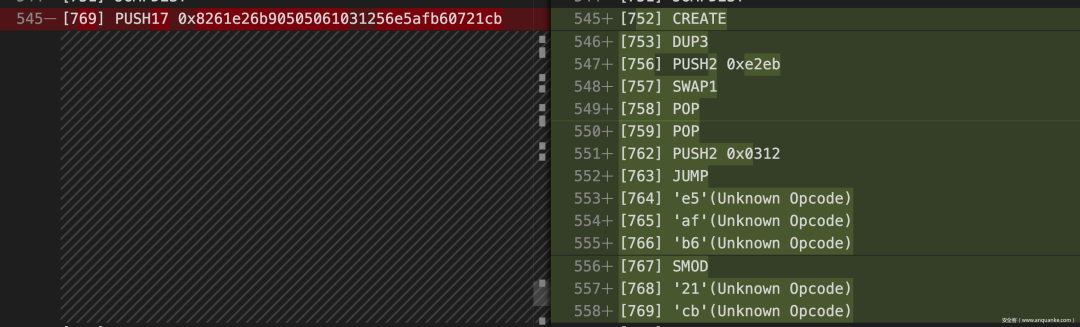 545— [769] PUSH17 0x8261e26b90505061031256e5afb60721cb
545+ [752] CREATE
546+ [753] DUP3
547+ [756] PUSH2 0xe2eb
548+ [757] SWAP1
549+ [758] POP
550+ [759] POP
551+ [762] PUSH2 0x0312
552+ [763] JUMP
553+ [764] 'e5'(Unknown Opcode)
554+ [765] 'af'(Unknown Opcode)
555+ [766] 'b6'(Unknown Opcode)
556+ [767] SMOD
557+ [768] '21'(Unknown Opcode)
558+ [769] 'cb'(Unknown Opcode)
安全客 ( www.anquanke.com )